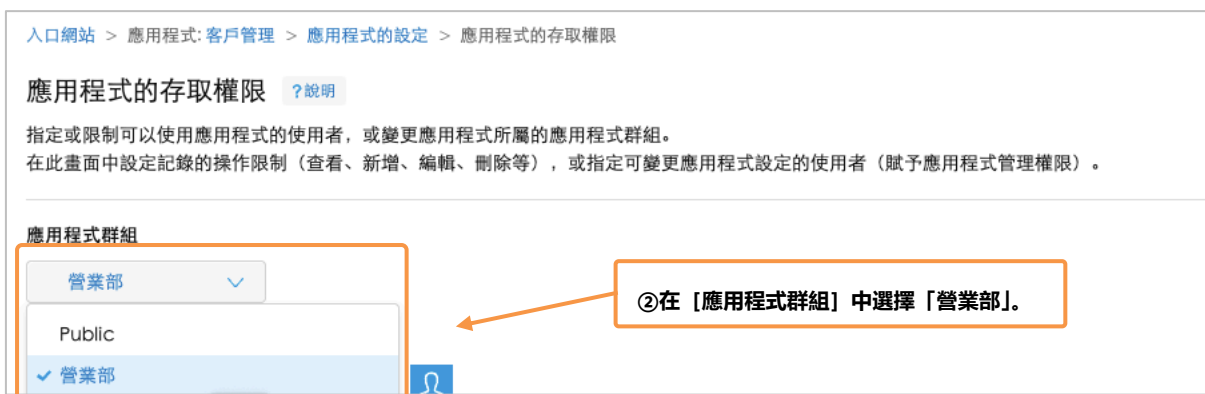 入口網站 > 應用程式: 客戶管理 > 應用程式的設定 > 應用程式的存取權限
應用程式的存取權限 ?說明
指定或限制可以使用應用程式的使用者，或變更應用程式所屬的應用程式群組。
在此畫面中設定記錄的操作限制（查看、新增、編輯、刪除等），或指定可變更應用程式設定的使用者（賦予應用程式管理權限）。
應用程式群組
營業部
②在［應用程式群組］中選擇「營業部」。
Public
營業部